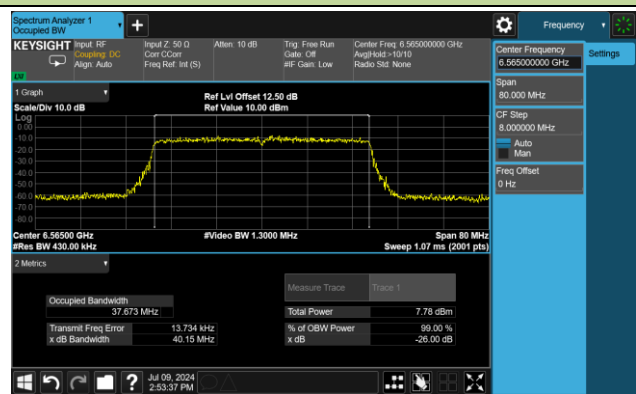 Spectrum Analyzer 1
Occupied BW
Frequency
KEYSIGHT
Input: RF
Coupling: DC
Align: Auto
Input Z: 50 Ω
Corr CCorr
Freq Ref: Int (S)
Atten: 10 dB
Trig: Free Run
Gate: Off
#IF Gain: Low
Center Freq: 6.565000000 GHz
Avg|Hold:>10/10
Radio Std: None
Center Frequency
6.565000000 GHz
Settings
Span
80.000 MHz
CF Step
8.000000 MHz
Auto
Man
Freq Offset
0 Hz
1 Graph
Scale/Div 10.0 dB
Ref Lvl Offset 12.50 dB
Ref Value 10.00 dBm
Log
0.00
-10.0
-20.0
-30.0
-40.0
-50.0
-60.0
-70.0
-80.0
Center 6.56500 GHz
#Video BW 1.3000 MHz
Span 80 MHz
#Res BW 430.00 kHz
Sweep 1.07 ms (2001 pts)
2 Metrics
Measure Trace
Trace 1
Occupied Bandwidth
37.673 MHz
Total Power
7.78 dBm
Transmit Freq Error
13.734 kHz
% of OBW Power
99.00 %
x dB Bandwidth
40.15 MHz
x dB
-26.00 dB
?
Jul 09, 2024
2:53:37 PM